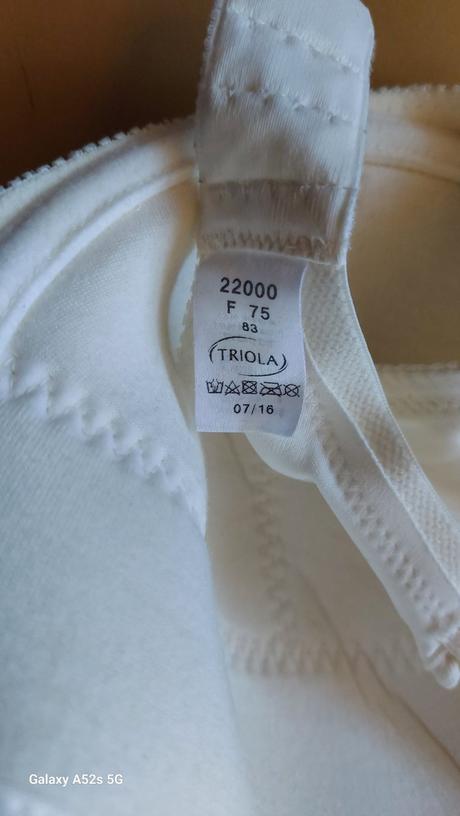 22000
F 75
83
TRIOLA
07/16
Galaxy A52s 5G